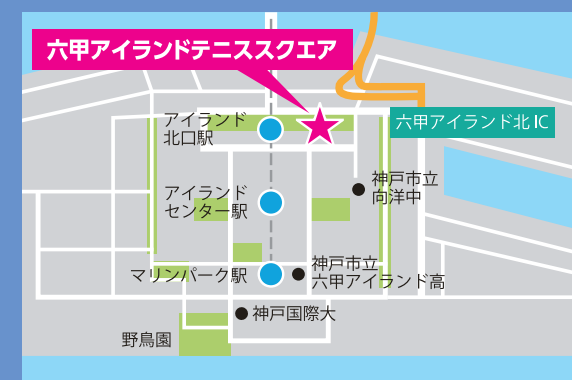 六甲アイランドテニススクエア
アイランド
北口駅
六甲アイランド北IC
アイランド
センター駅
神戸市立
向洋中
マリンパーク駅
神戸市立
六甲アイランド高
神戸国際大
野鳥園